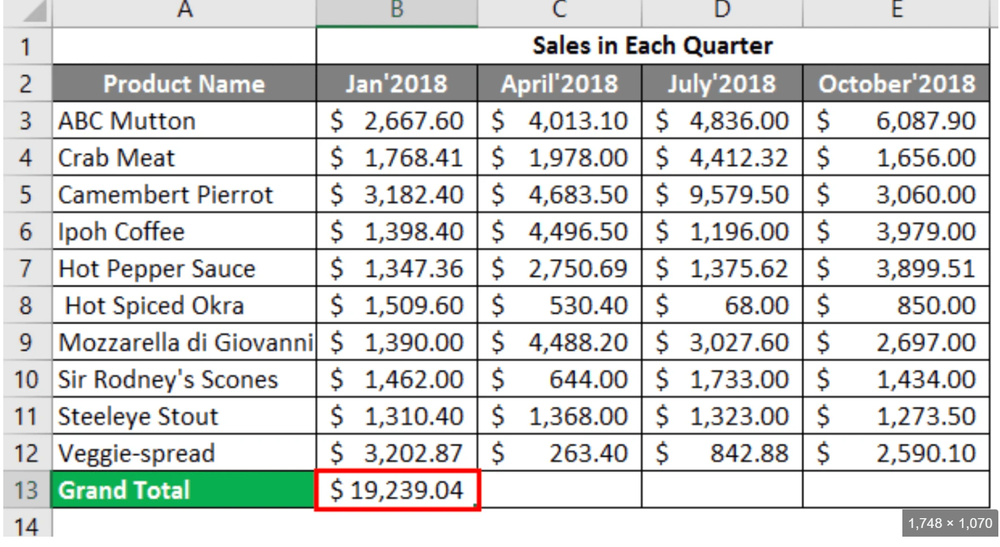 A B C D E
1 Sales in Each Quarter
2 Product Name Jan'2018 April'2018 July'2018 October'2018
3 ABC Mutton $ 2,667.60 $ 4,013.10 $ 4,836.00 $ 6,087.90
4 Crab Meat $ 1,768.41 $ 1,978.00 $ 4,412.32 $ 1,656.00
5 Camembert Pierrot $ 3,182.40 $ 4,683.50 $ 9,579.50 $ 3,060.00
6 Ipoh Coffee $ 1,398.40 $ 4,496.50 $ 1,196.00 $ 3,979.00
7 Hot Pepper Sauce $ 1,347.36 $ 2,750.69 $ 1,375.62 $ 3,899.51
8 Hot Spiced Okra $ 1,509.60 $ 530.40 $ 68.00 $ 850.00
9 Mozzarella di Giovanni $ 1,390.00 $ 4,488.20 $ 3,027.60 $ 2,697.00
10 Sir Rodney's Scones $ 1,462.00 $ 644.00 $ 1,733.00 $ 1,434.00
11 Steeleye Stout $ 1,310.40 $ 1,368.00 $ 1,323.00 $ 1,273.50
12 Veggie-spread $ 3,202.87 $ 263.40 $ 842.88 $ 2,590.10
13 Grand Total $ 19,239.04
14
1,748 × 1,070